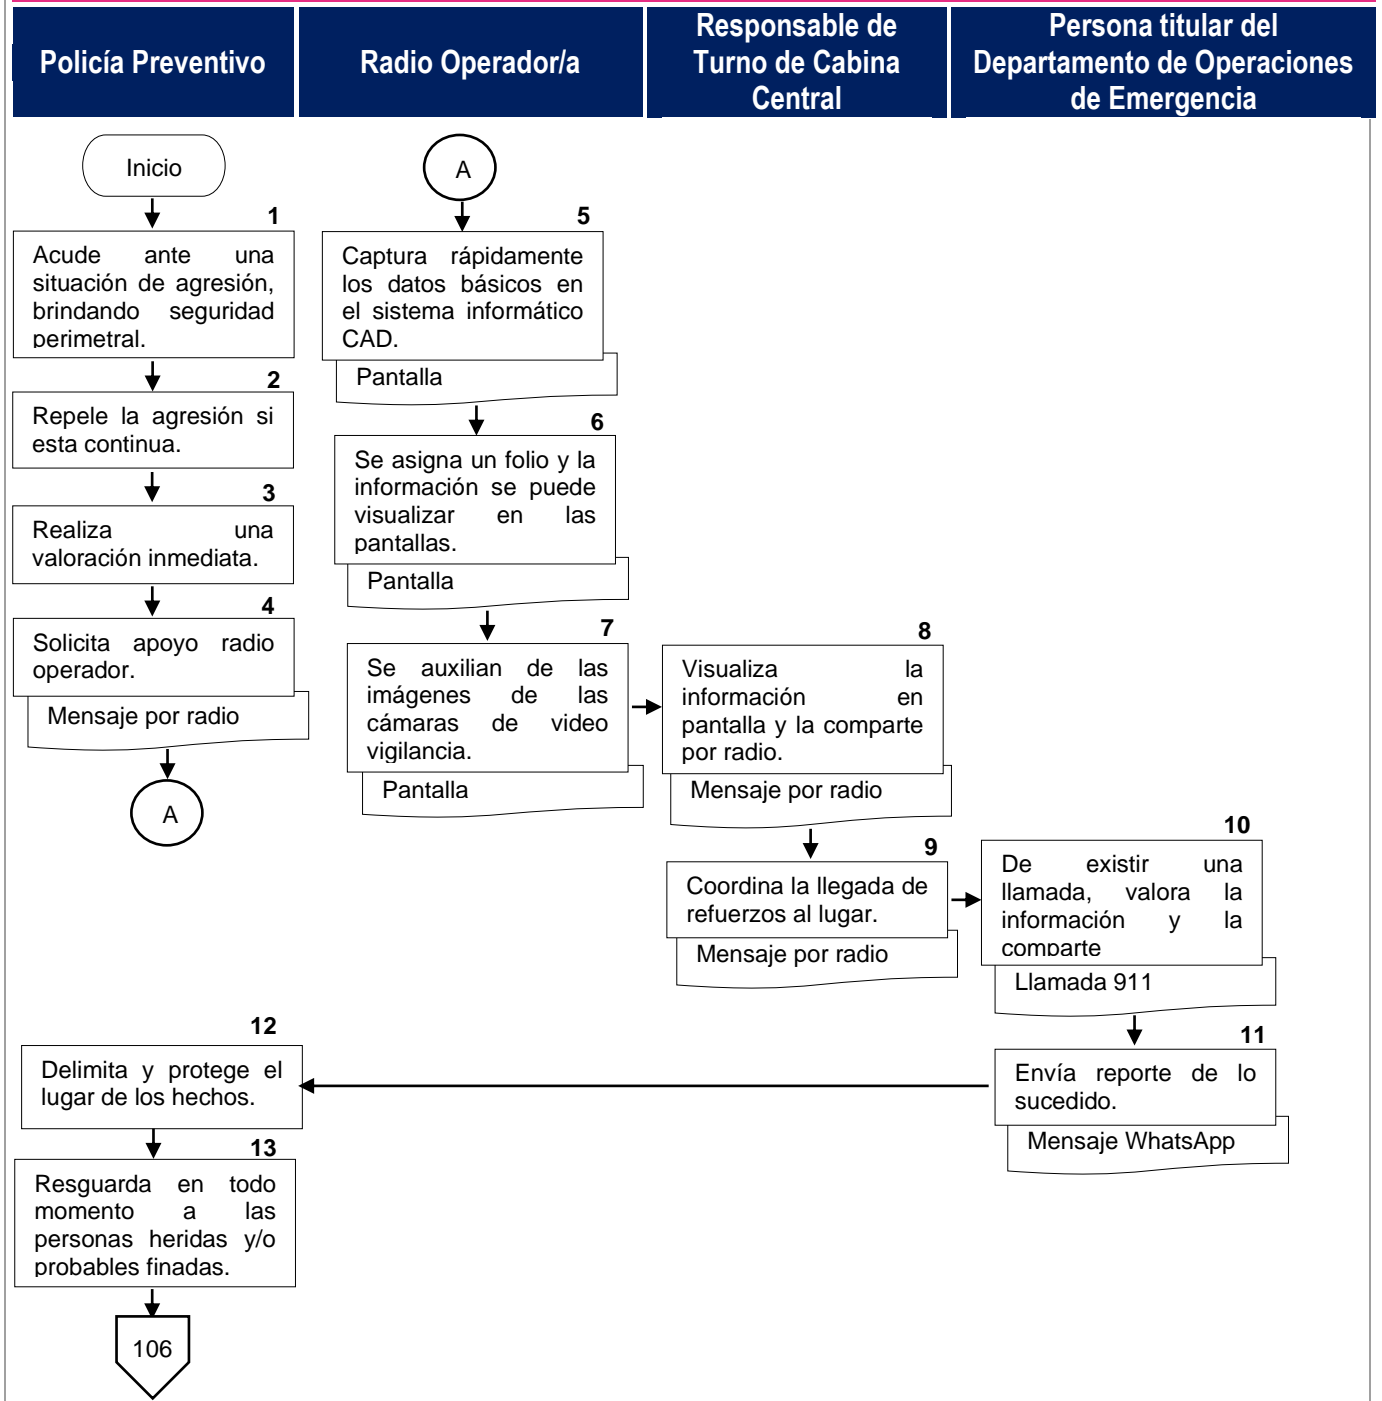 Policía Preventivo
Radio Operador/a
Responsable de
Turno de Cabina
Central
Persona titular del
Departamento de Operaciones
de Emergencia
Inicio
1
Acude ante una
situación de agresión,
brindando seguridad
perimetral.
2
Repele la agresión si
esta continua.
3
Realiza una
valoración inmediata.
4
Solicita apoyo radio
operador.
Mensaje por radio
A
A
5
Captura rápidamente
los datos básicos en
el sistema informático
CAD.
Pantalla
6
Se asigna un folio y la
información se puede
visualizar en las
pantallas.
Pantalla
7
Se auxilian de las
imágenes de las
cámaras de video
vigilancia.
Pantalla
8
Visualiza la
información en
pantalla y la comparte
por radio.
Mensaje por radio
9
Coordina la llegada de
refuerzos al lugar.
Mensaje por radio
10
De existir una
llamada, valora la
información y la
comparte
Llamada 911
11
Envía reporte de lo
sucedido.
Mensaje WhatsApp
12
Delimita y protege el
lugar de los hechos.
13
Resguarda en todo
momento a las
personas heridas y/o
probables finadas.
106